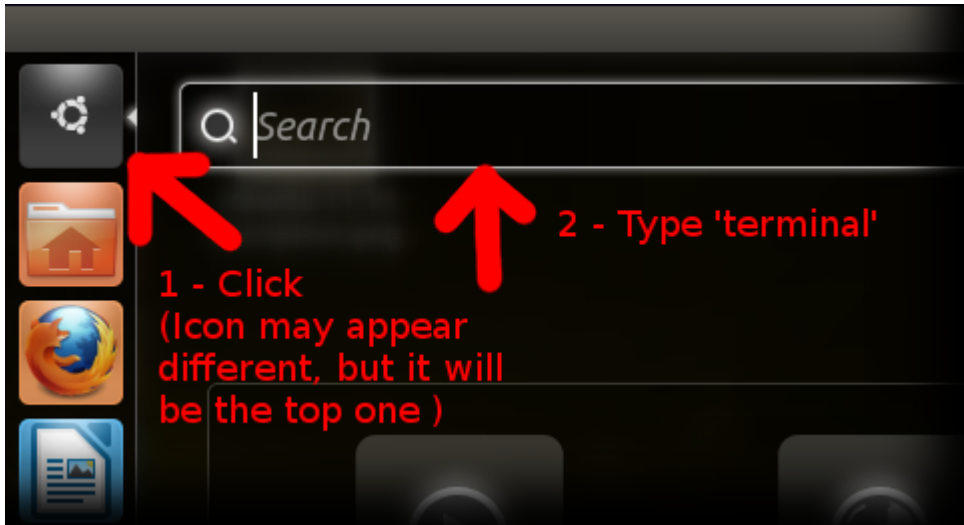 Search
2 - Type 'terminal'
1 - Click
(Icon may appear
different, but it will
be the top one )